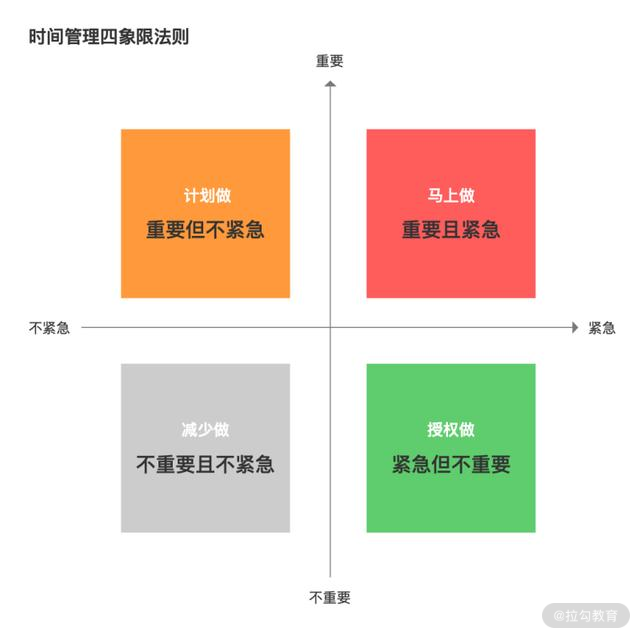 时间管理四象限法则
重要
计划做
重要但不紧急
马上做
重要且紧急
不紧急
紧急
减少做
不重要且不紧急
授权做
紧急但不重要
不重要
@拉勾教育